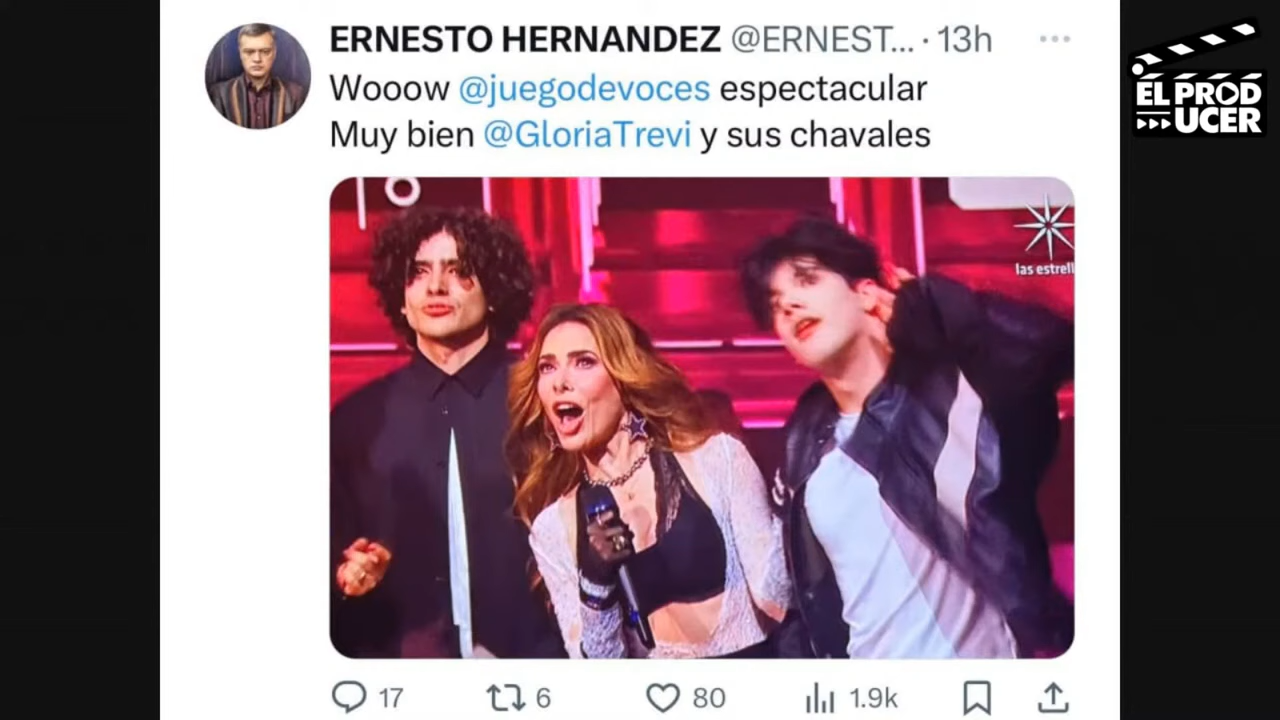 ERNESTO HERNANDEZ @ERNEST... · 13h
Wooow @juegodevoces espectacular
Muy bien @GloriaTrevi y sus chavales
las estrell
17 6 80 1.9k
EL PROD
UCER